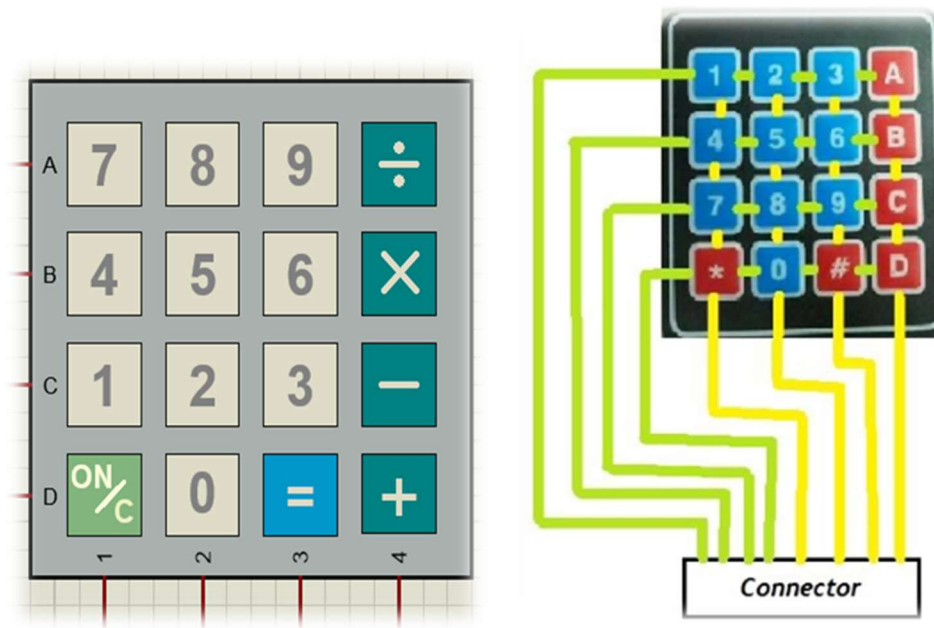 A 7 8 9 ÷
B 4 5 6 ×
C 1 2 3 −
D ON/C 0 = +
1 2 3 4
1 2 3 A
4 5 6 B
7 8 9 C
* 0 # D
Connector